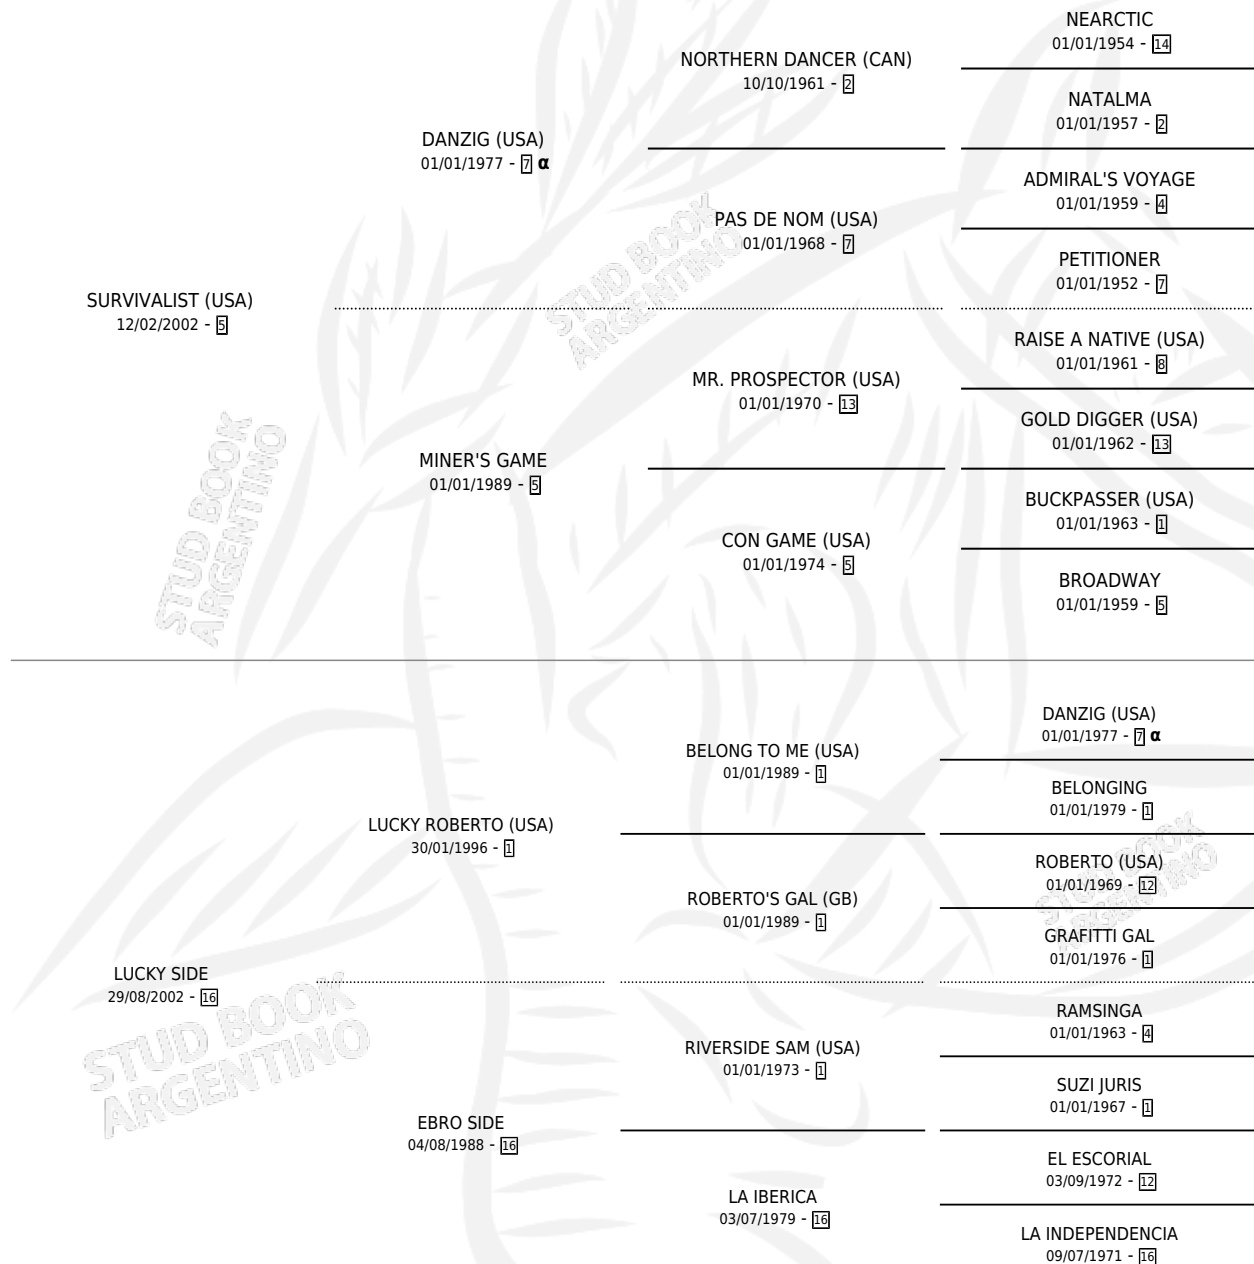 NEARCTIC
01/01/1954 - 14
NORTHERN DANCER (CAN)
10/10/1961 - 2
NATALMA
01/01/1957 - 2
DANZIG (USA)
01/01/1977 - 7 α
ADMIRAL'S VOYAGE
01/01/1959 - 4
PAS DE NOM (USA)
01/01/1968 - 7
PETITIONER
01/01/1952 - 7
SURVIVALIST (USA)
12/02/2002 - 5
RAISE A NATIVE (USA)
01/01/1961 - 8
MR. PROSPECTOR (USA)
01/01/1970 - 13
GOLD DIGGER (USA)
01/01/1962 - 13
MINER'S GAME
01/01/1989 - 5
BUCKPASSER (USA)
01/01/1963 - 1
CON GAME (USA)
01/01/1974 - 5
BROADWAY
01/01/1959 - 5
DANZIG (USA)
01/01/1977 - 7 α
BELONG TO ME (USA)
01/01/1989 - 1
BELONGING
01/01/1979 - 1
LUCKY ROBERTO (USA)
30/01/1996 - 1
ROBERTO (USA)
01/01/1969 - 12
ROBERTO'S GAL (GB)
01/01/1989 - 1
GRAFITTI GAL
01/01/1976 - 1
LUCKY SIDE
29/08/2002 - 16
RAMSINGA
01/01/1963 - 4
RIVERSIDE SAM (USA)
01/01/1973 - 1
SUZI JURIS
01/01/1967 - 1
EBRO SIDE
04/08/1988 - 16
EL ESCORIAL
03/09/1972 - 12
LA IBERICA
03/07/1979 - 16
LA INDEPENDENCIA
09/07/1971 - 16
STUD BOOK
ARGENTINO
STUD BOOK
ARGENTINO
STUD BOOK
ARGENTINO
STUD BOOK
ARGENTINO